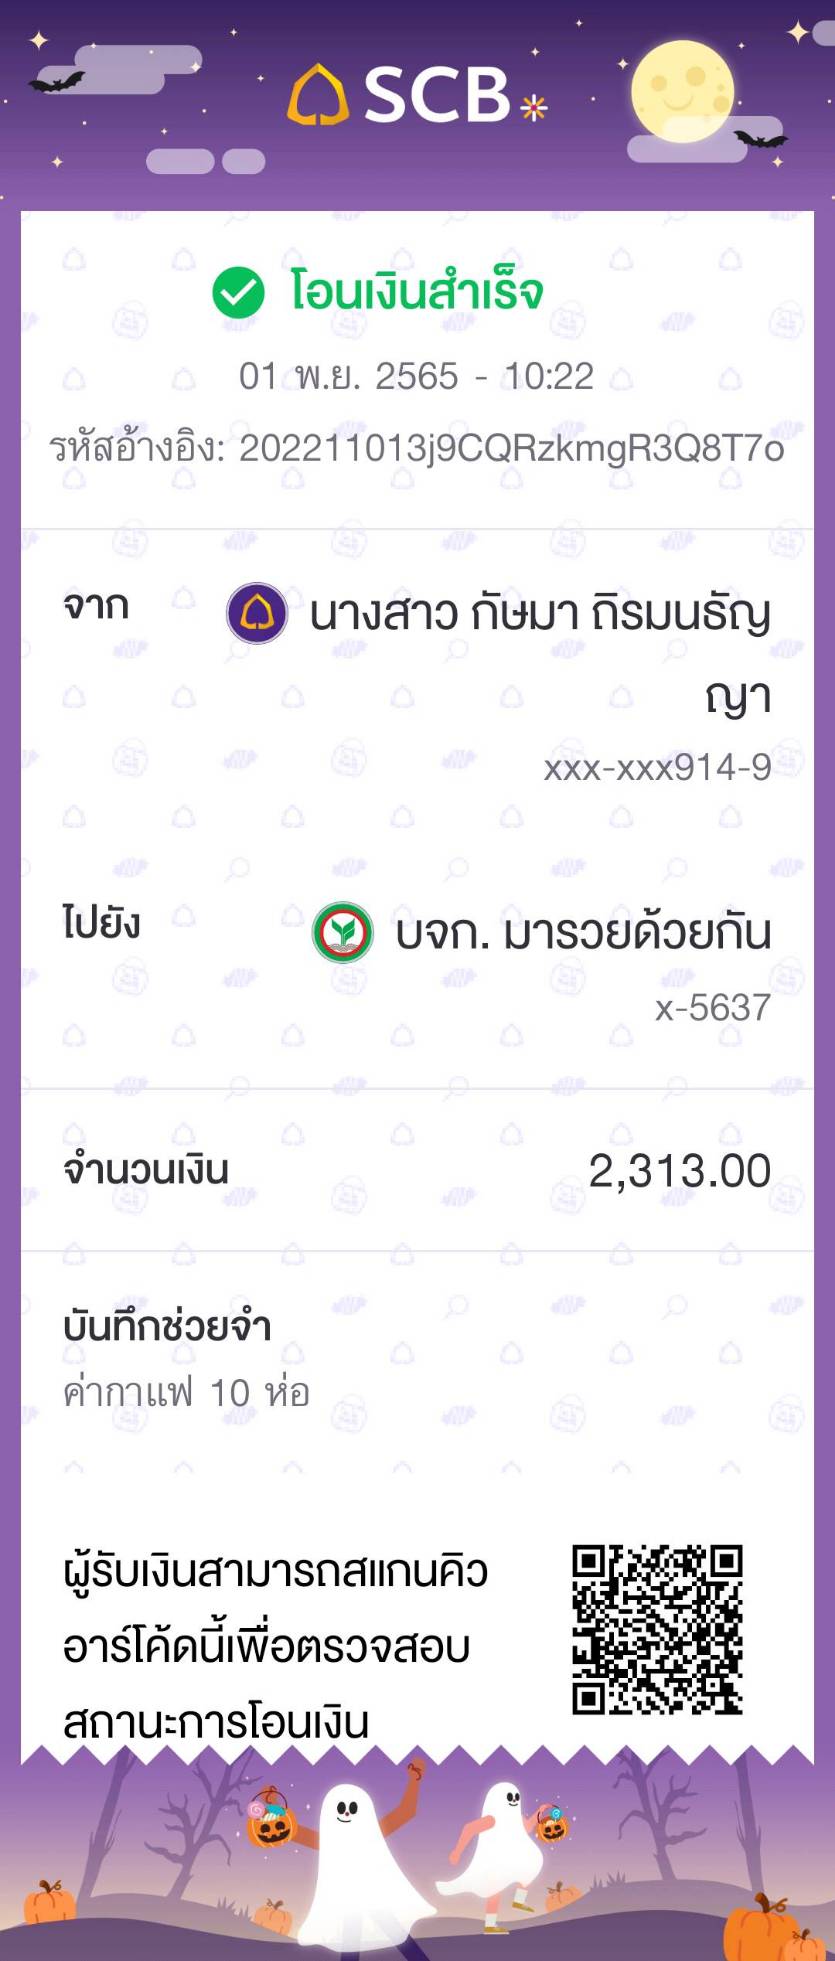 SCB
โอนเงินสำเร็จ
01 พ.ย. 2565 - 10:22
รหัสอ้างอิง: 202211013j9CQRzkmgR3Q8T7o
จาก นางสาว กัษมา ถิรมนธัญ
ญา
xxx-xxx914-9
ไปยัง บจก. มารวยด้วยกัน
x-5637
จำนวนเงิน 2,313.00
บันทึกช่วยจำ
ค่ากาแฟ 10 ห่อ
ผู้รับเงินสามารถสแกนคิว
อาร์โค้ดนี้เพื่อตรวจสอบ
สถานะการโอนเงิน